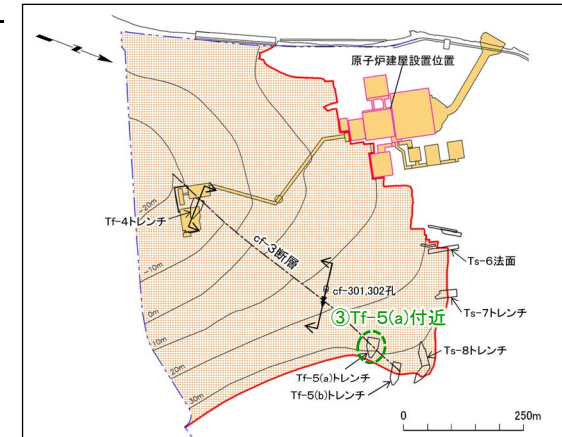 原子炉建屋設置位置
-20m
Tf-4トレンチ
-10m
cf-3断層
Ts-6法面
cf-301,302孔
0m
Ts-7トレンチ
③Tf-5(a)付近
10m
Ts-8トレンチ
20m
Tf-5(a)トレンチ
30m
Tf-5(b)トレンチ
0 250m